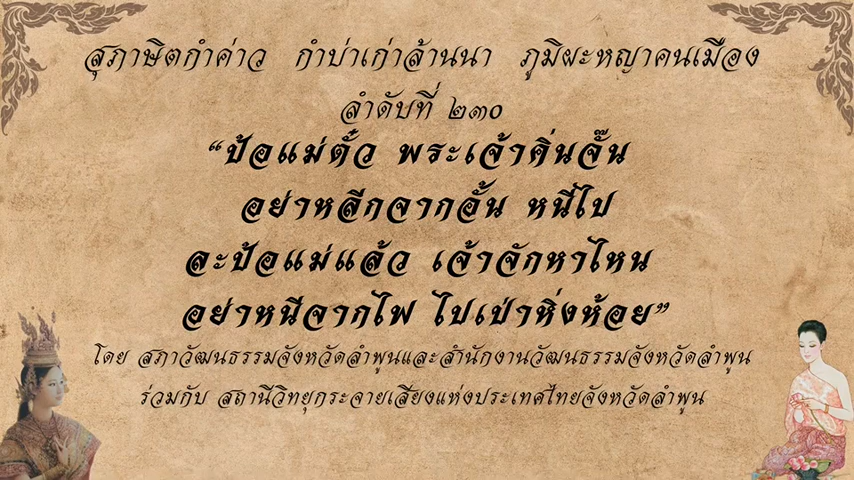 สุภาษิตกำค่าว กำบ่าเก่าล้านนา ภูมิผะหญาคนเมือง
ลำดับที่ ๒๓๐
“ป้อแม่ตั๋ว พระเจ้าคิ่นจั๊น
อย่าหลีกจากอั้น หนีไป
ละป้อแม่แล้ว เจ้าจักหาไหน
อย่าหนีจากไพ ไปเปาหิ่งห้อย”
โดย สภาวัฒนธรรมจังหวัดลำพูนและสำนักงานวัฒนธรรมจังหวัดลำพูน
ร่วมกับ สถานีวิทยุกระจายเสียงแห่งประเทศไทยจังหวัดลำพูน